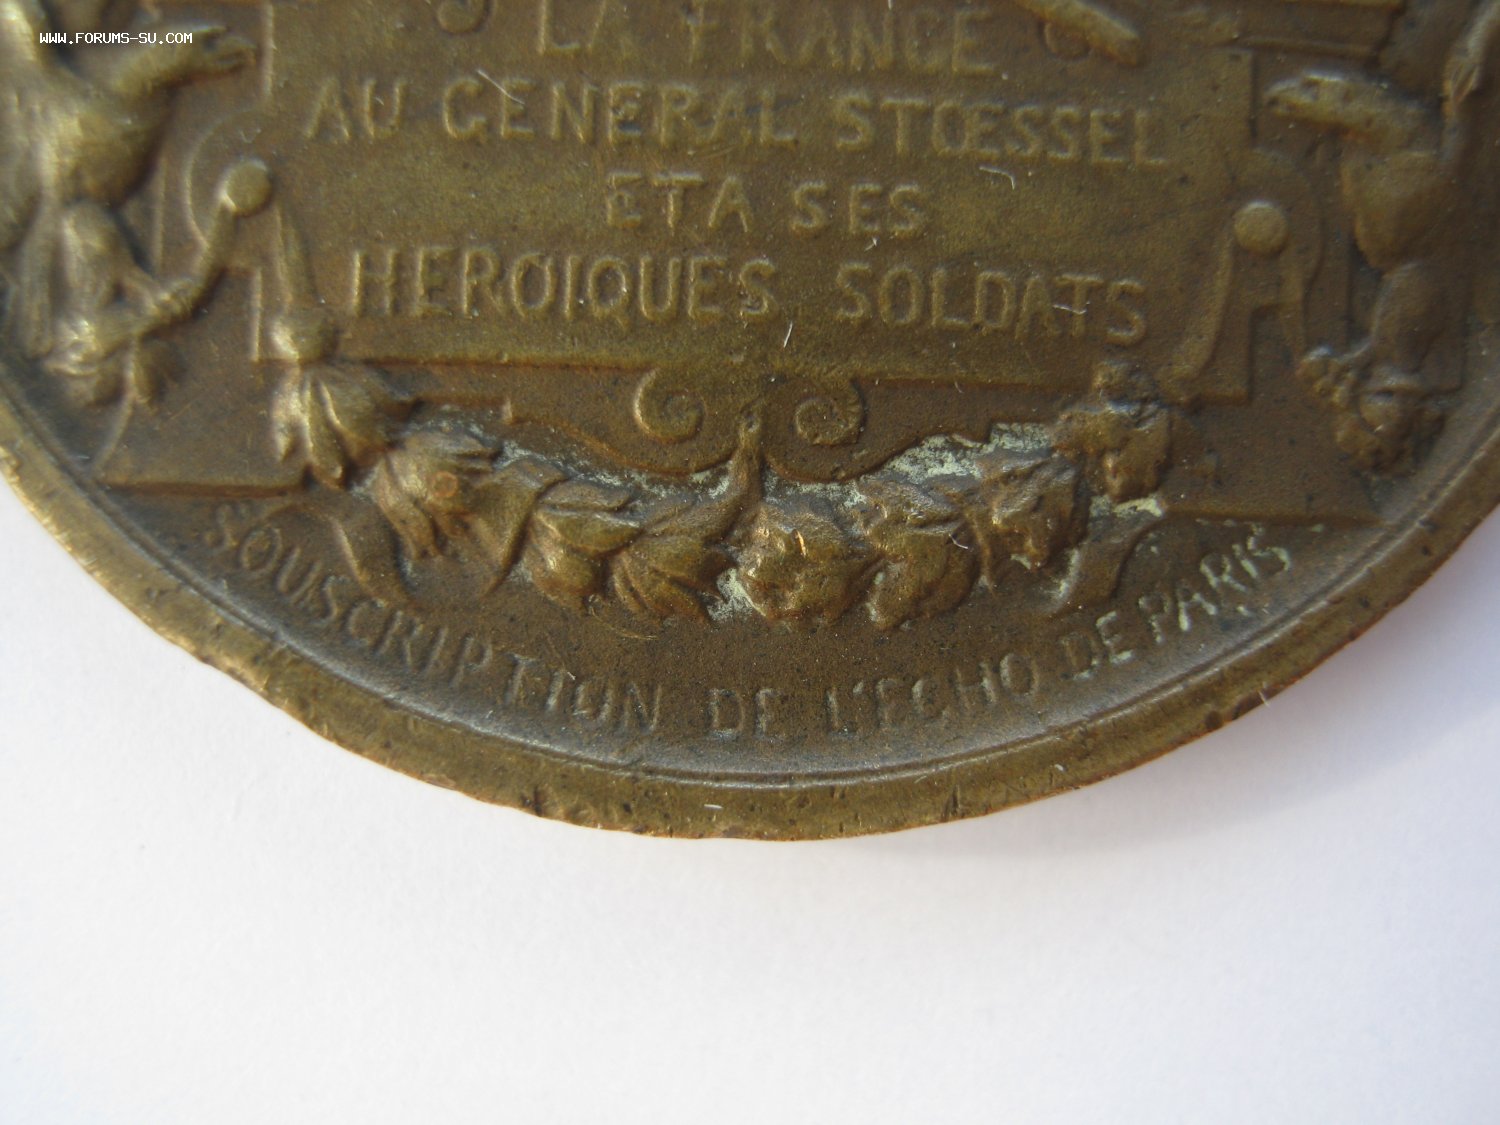 WWW.FORUMS-SU.COM
LA FRANCE
AU GENERAL STŒSSEL
ET A SES
HEROIQUES SOLDATS
SOUSCRIPTION DE L'ECHO DE PARIS